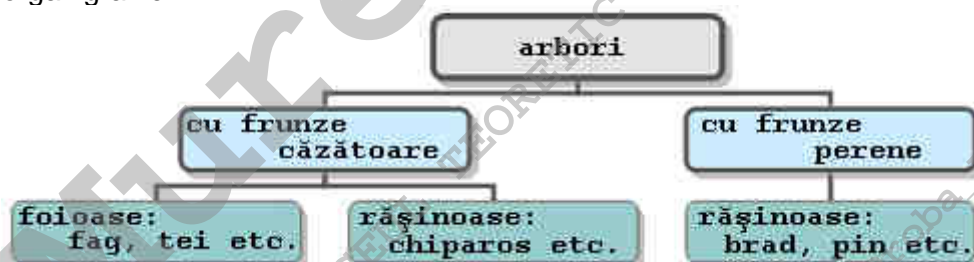 arbori
cu frunze
căzătoare
cu frunze
perene
foioase:
fag, tei etc.
răşinoase:
chiparos etc.
răşinoase:
brad, pin etc.